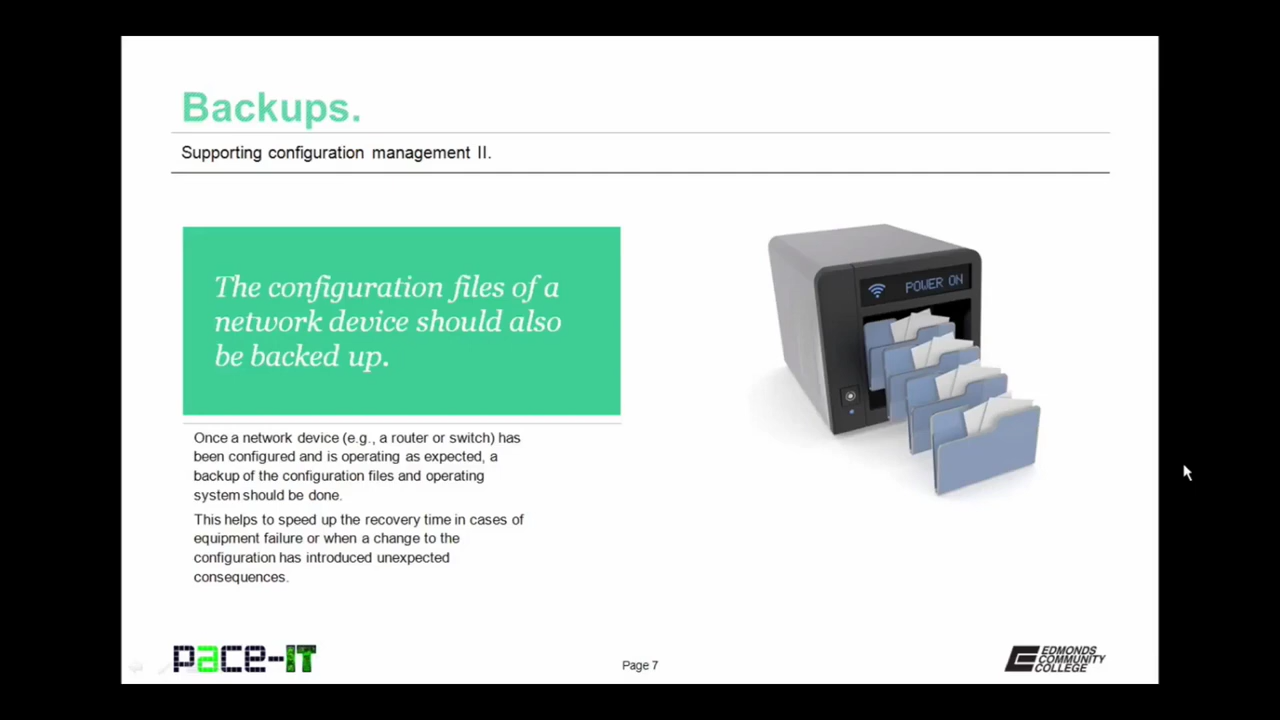 Backups.
Supporting configuration management II.
The configuration files of a
network device should also
be backed up.
POWER ON
Once a network device (e.g., a router or switch) has
been configured and is operating as expected, a
backup of the configuration files and operating
system should be done.
This helps to speed up the recovery time in cases of
equipment failure or when a change to the
configuration has introduced unexpected
consequences.
pace-IT
Page 7
EDMONDS
COMMUNITY
COLLEGE